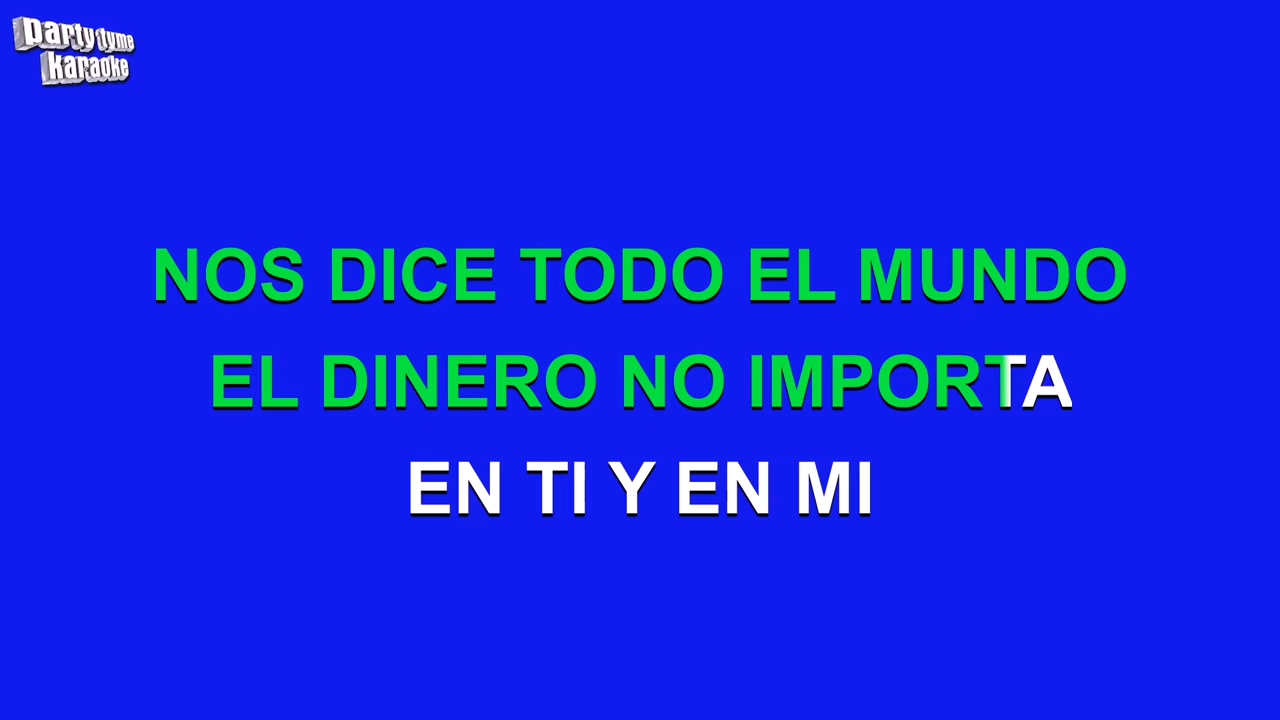 party tyme
karaoke
NOS DICE TODO EL MUNDO
EL DINERO NO IMPORTA
EN TI Y EN MI